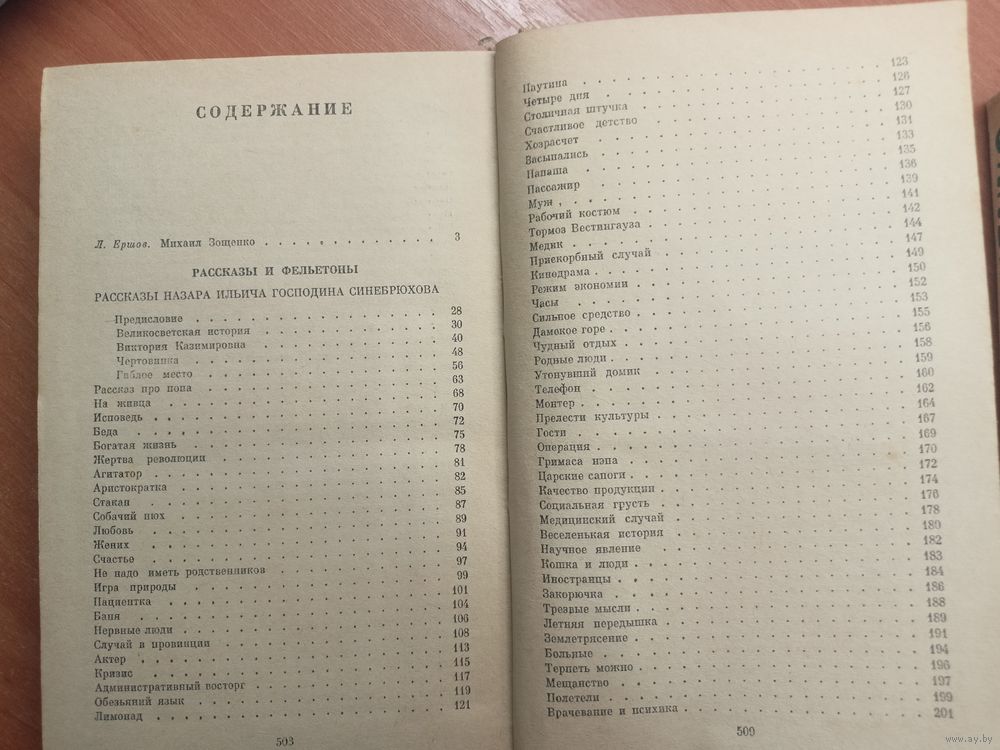 СОДЕРЖАНИЕ
Л. Ершов. Михаил Зощенко . . . . . . . . . . 3
РАССКАЗЫ И ФЕЛЬЕТОНЫ
РАССКАЗЫ НАЗАРА ИЛЬИЧА ГОСПОДИНА СИНЕБРЮХОВА
Предисловие . . . . . . . . . . 28
Великосветская история . . . . . . . . . . 30
Виктория Казимировна . . . . . . . . . . 40
Чертовинка . . . . . . . . . . 48
Гиблое место . . . . . . . . . . 56
Рассказ про попа . . . . . . . . . . 63
На живца . . . . . . . . . . 68
Исповедь . . . . . . . . . . 70
Беда . . . . . . . . . . 72
Богатая жизнь . . . . . . . . . . 75
Жертва революции . . . . . . . . . . 78
Агитатор . . . . . . . . . . 81
Аристократка . . . . . . . . . . 82
Стакан . . . . . . . . . . 85
Собачий нюх . . . . . . . . . . 87
Любовь . . . . . . . . . . 89
Жених . . . . . . . . . . 91
Счастье . . . . . . . . . . 94
Не надо иметь родственников . . . . . . . . . . 97
Игра природы . . . . . . . . . . 99
Пациентка . . . . . . . . . . 101
Баня . . . . . . . . . . 104
Нервные люди . . . . . . . . . . 106
Случай в провинции . . . . . . . . . . 108
Актер . . . . . . . . . . 113
Кризис . . . . . . . . . . 115
Административный восторг . . . . . . . . . . 117
Обезьяний язык . . . . . . . . . . 119
Лимонад . . . . . . . . . . 121
508
Паутина . . . . . . . . . . 123
Четыре дня . . . . . . . . . . 126
Столичная штучка . . . . . . . . . . 127
Счастливое детство . . . . . . . . . . 130
Хозрасчет . . . . . . . . . . 131
Засыпались . . . . . . . . . . 133
Папаша . . . . . . . . . . 135
Пассажир . . . . . . . . . . 136
Муж . . . . . . . . . . 139
Рабочий костюм . . . . . . . . . . 141
Тормоз Вестингауза . . . . . . . . . . 142
Медик . . . . . . . . . . 144
Прискорбный случай . . . . . . . . . . 147
Кинодрама . . . . . . . . . . 149
Режим экономии . . . . . . . . . . 150
Часы . . . . . . . . . . 152
Сильное средство . . . . . . . . . . 153
Дамское горе . . . . . . . . . . 155
Чудный отдых . . . . . . . . . . 156
Родные люди . . . . . . . . . . 158
Утонувший домик . . . . . . . . . . 159
Телефон . . . . . . . . . . 160
Монтер . . . . . . . . . . 162
Прелести культуры . . . . . . . . . . 164
Гости . . . . . . . . . . 167
Операция . . . . . . . . . . 169
Гримаса нэпа . . . . . . . . . . 170
Царские сапоги . . . . . . . . . . 172
Качество продукции . . . . . . . . . . 174
Социальная грусть . . . . . . . . . . 176
Медицинский случай . . . . . . . . . . 178
Веселенькая история . . . . . . . . . . 180
Научное явление . . . . . . . . . . 182
Кошка и люди . . . . . . . . . . 183
Иностранцы . . . . . . . . . . 184
Закорючка . . . . . . . . . . 186
Трезвые мысли . . . . . . . . . . 188
Летняя передышка . . . . . . . . . . 189
Землетрясение . . . . . . . . . . 191
Больные . . . . . . . . . . 194
Терпеть можно . . . . . . . . . . 196
Мещанство . . . . . . . . . . 197
Полетели . . . . . . . . . . 199
Врачевание и психика . . . . . . . . . . 201
509
www.ay.by